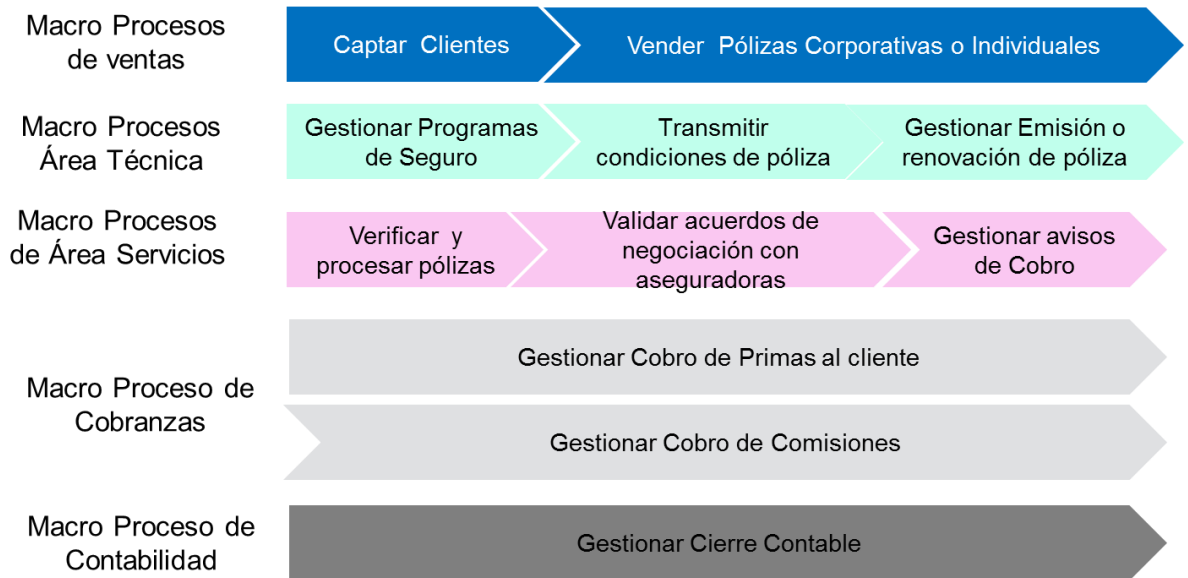 Macro Procesos
de ventas
Captar Clientes
Vender Pólizas Corporativas o Individuales
Macro Procesos
Área Técnica
Gestionar Programas
de Seguro
Transmitir
condiciones de póliza
Gestionar Emisión o
renovación de póliza
Macro Procesos
de Área Servicios
Verificar y
procesar pólizas
Validar acuerdos de
negociación con
aseguradoras
Gestionar avisos
de Cobro
Macro Proceso de
Cobranzas
Gestionar Cobro de Primas al cliente
Gestionar Cobro de Comisiones
Macro Proceso de
Contabilidad
Gestionar Cierre Contable